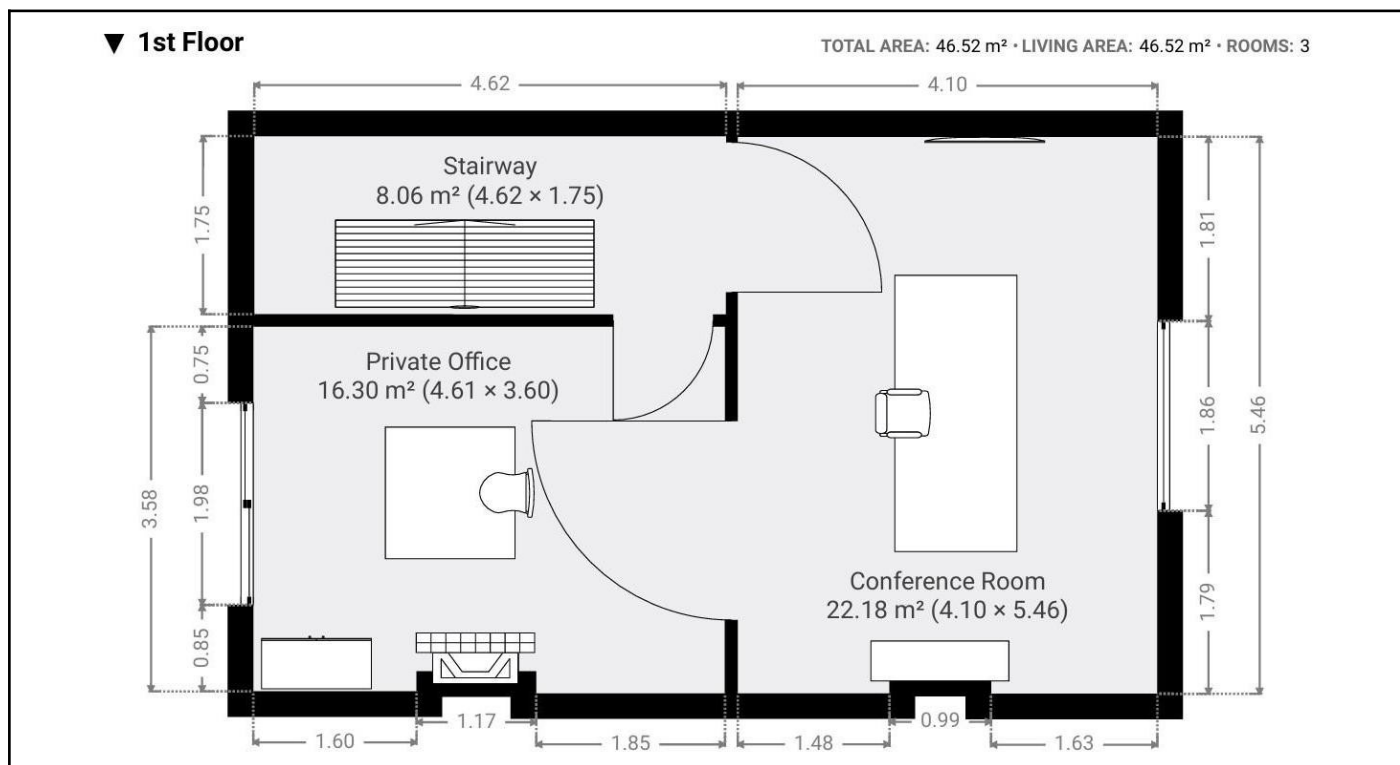 ▼ 1st Floor
TOTAL AREA: 46.52 m² · LIVING AREA: 46.52 m² · ROOMS: 3
4.62
4.10
Stairway
8.06 m² (4.62 × 1.75)
1.75
1.81
Private Office
16.30 m² (4.61 × 3.60)
0.75
1.86
5.46
3.58
1.98
Conference Room
22.18 m² (4.10 × 5.46)
1.79
0.85
1.17
0.99
1.60
1.85
1.48
1.63